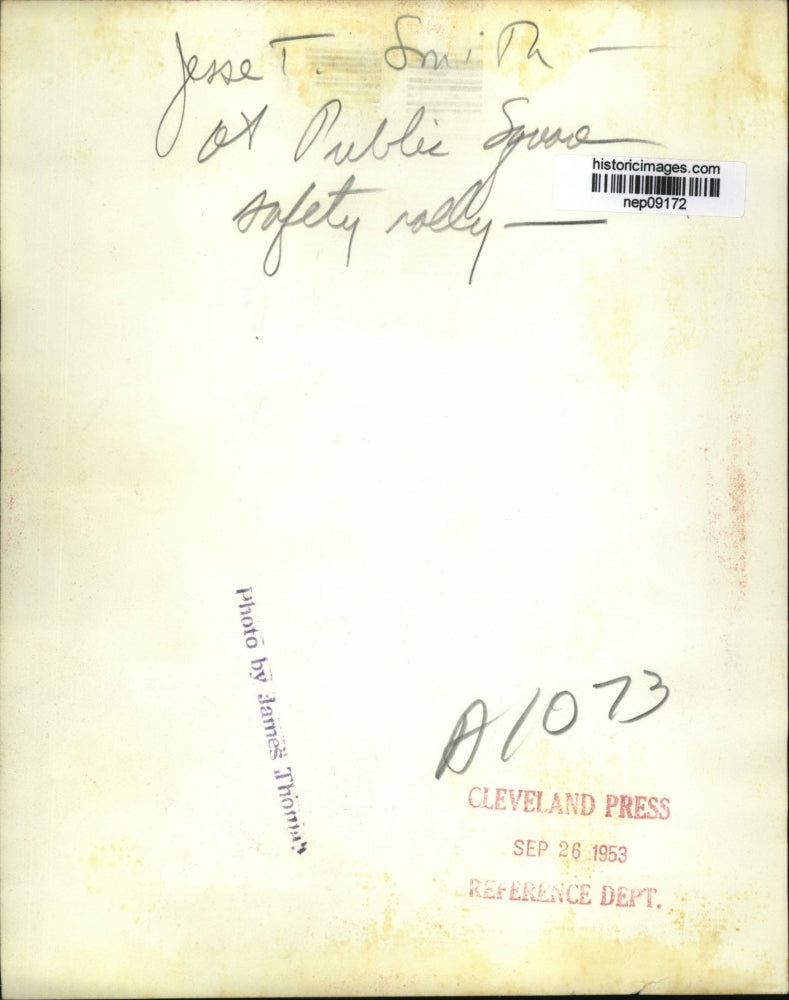 Jesse T. Smith —
at Public Square
safety rally —
historicimages.com
nep09172
Photo by James Thomas
A1073
CLEVELAND PRESS
SEP 26 1953
REFERENCE DEPT.